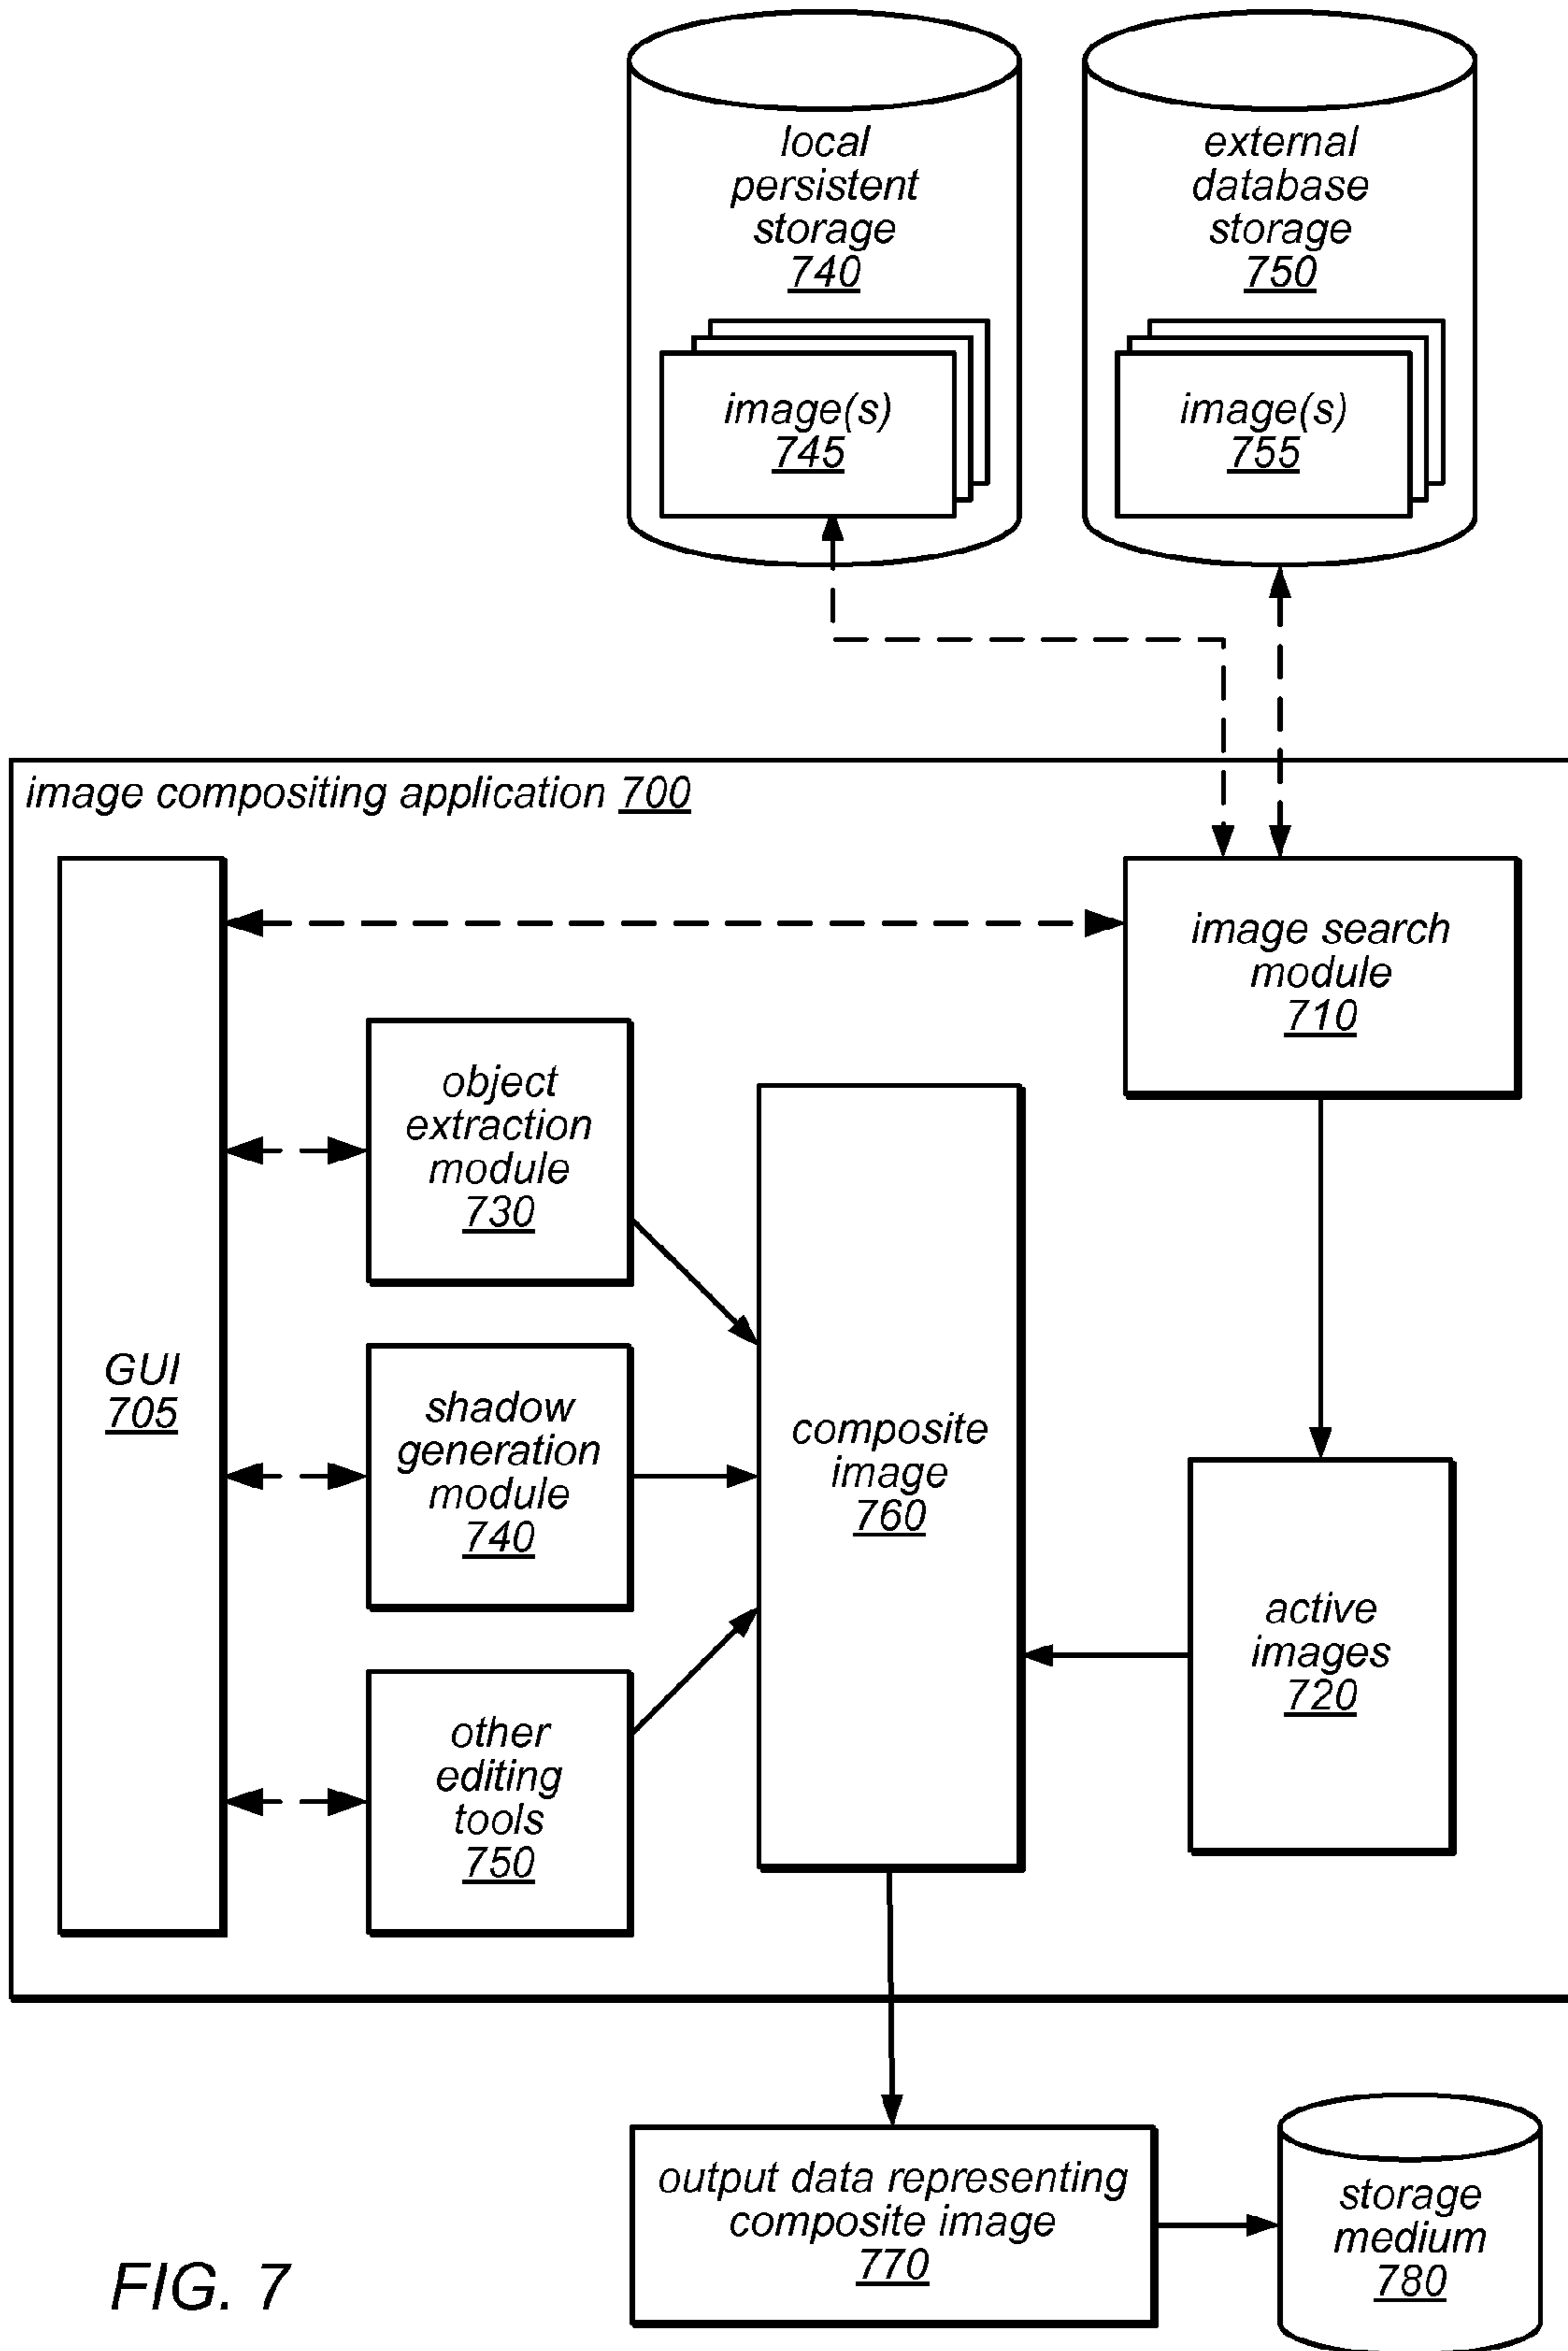 local
persistent
storage
740
image(s)
745
external
database
storage
750
image(s)
755
image compositing application 700
GUI
705
image search
module
710
object
extraction
module
730
shadow
generation
module
740
other
editing
tools
750
composite
image
760
active
images
720
output data representing
composite image
770
storage
medium
780
FIG. 7